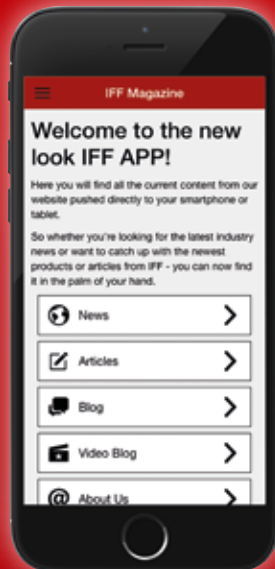 IFF Magazine
Welcome to the new
look IFF APP!
Here you will find all the current content from our
website pushed directly to your smartphone or
tablet.
So whether you're looking for the latest industry
news or want to catch up with the newest
products or articles from IFF - you can now find
it in the palm of your hand.
News
Articles
Blog
Video Blog
@ About Us